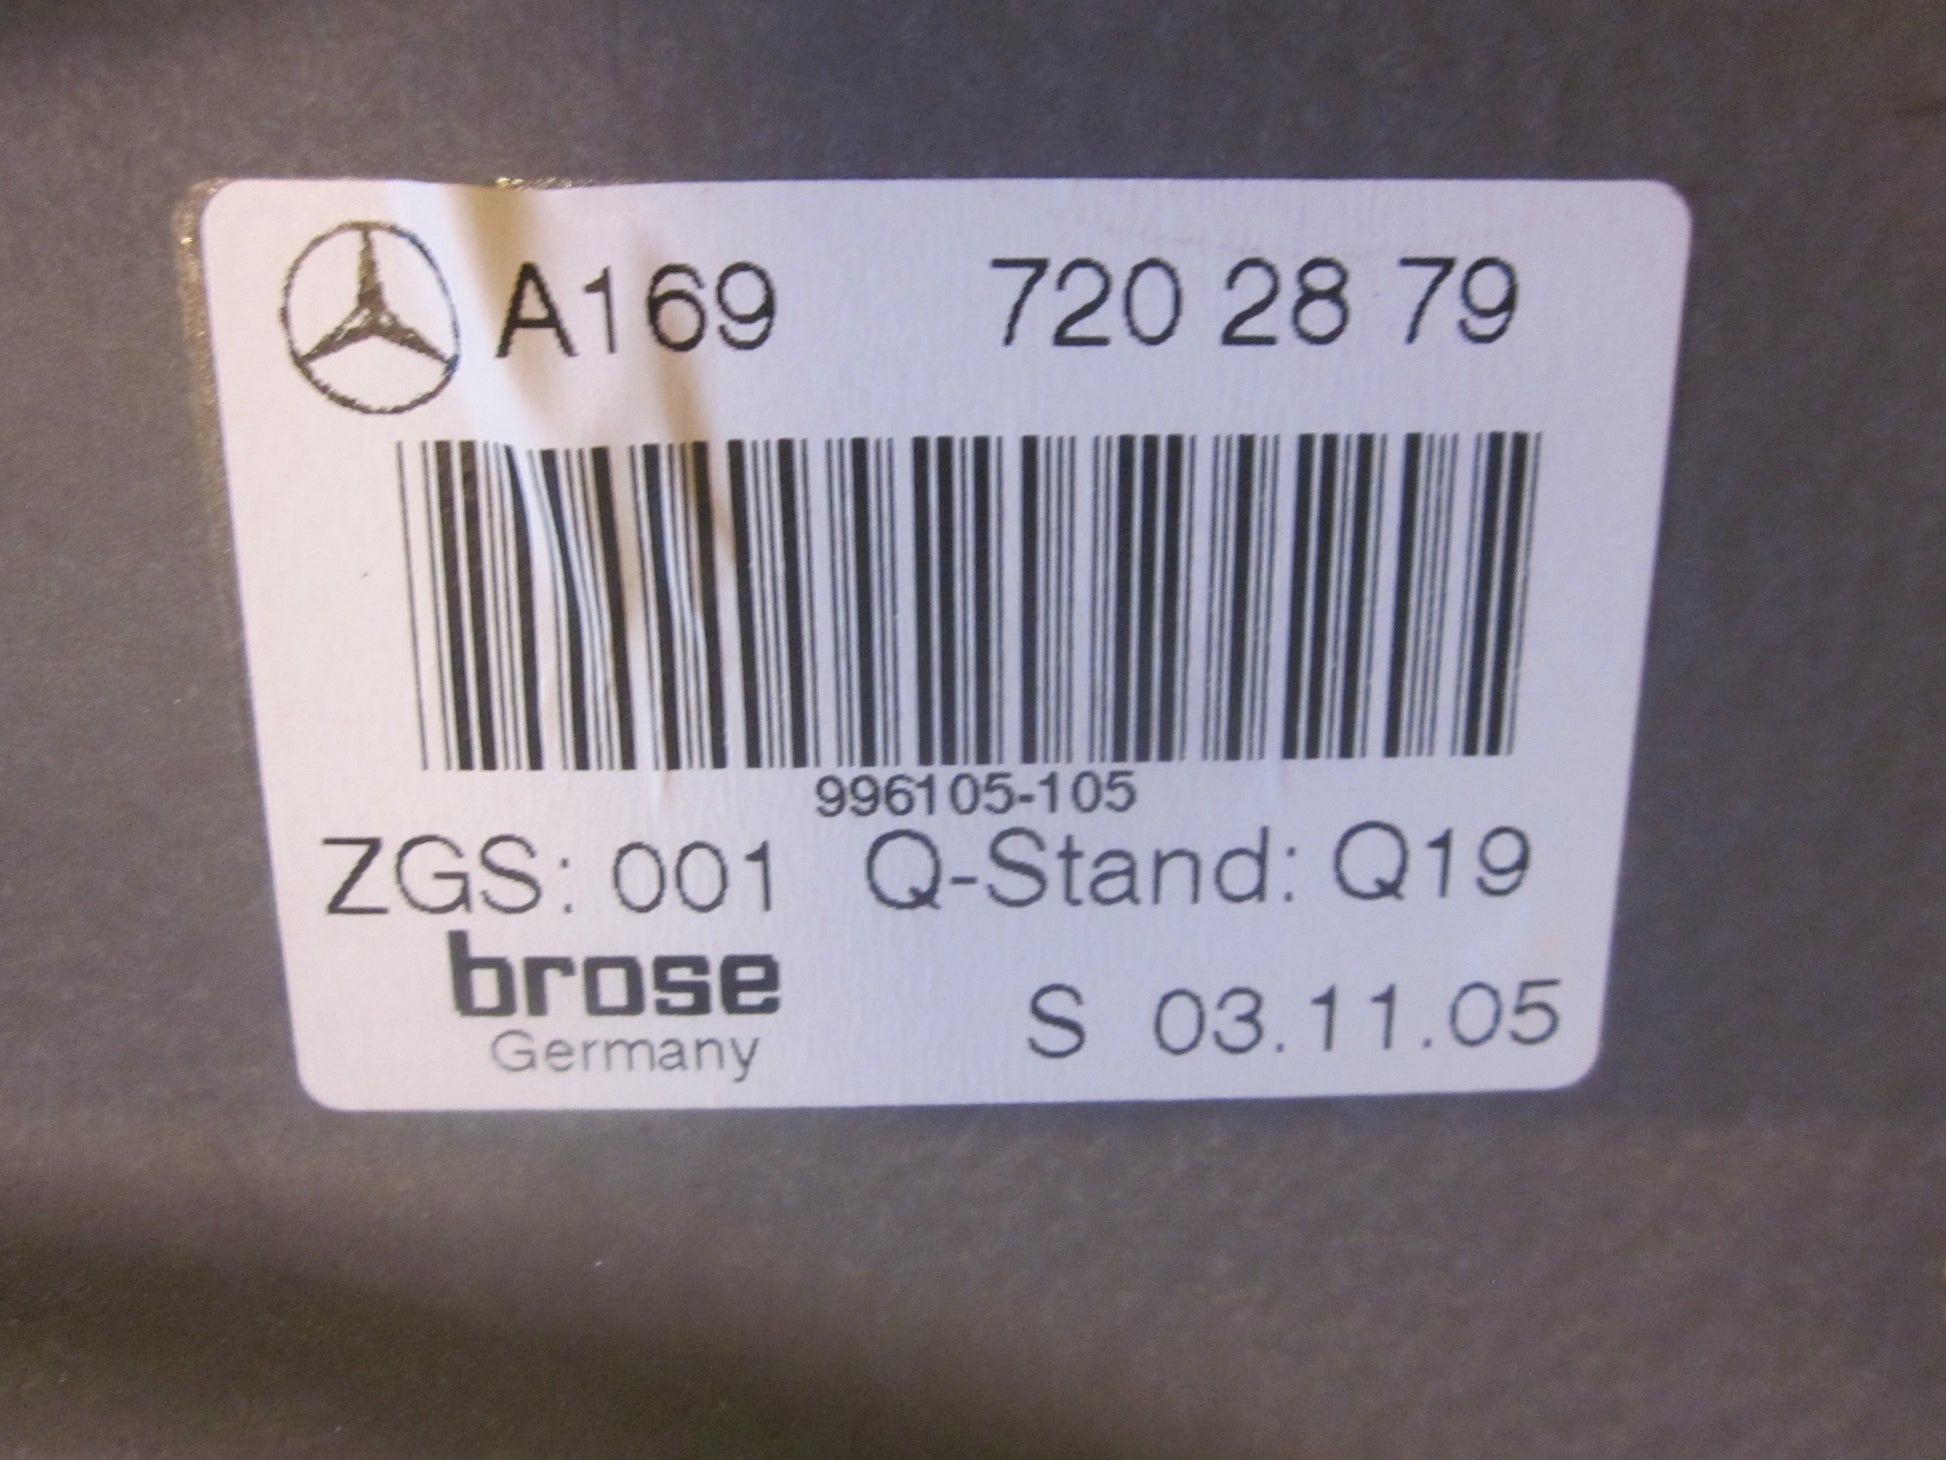 A169 720 28 79
996105-105
ZGS: 001 Q-Stand: Q19
brose
Germany
S 03.11.05